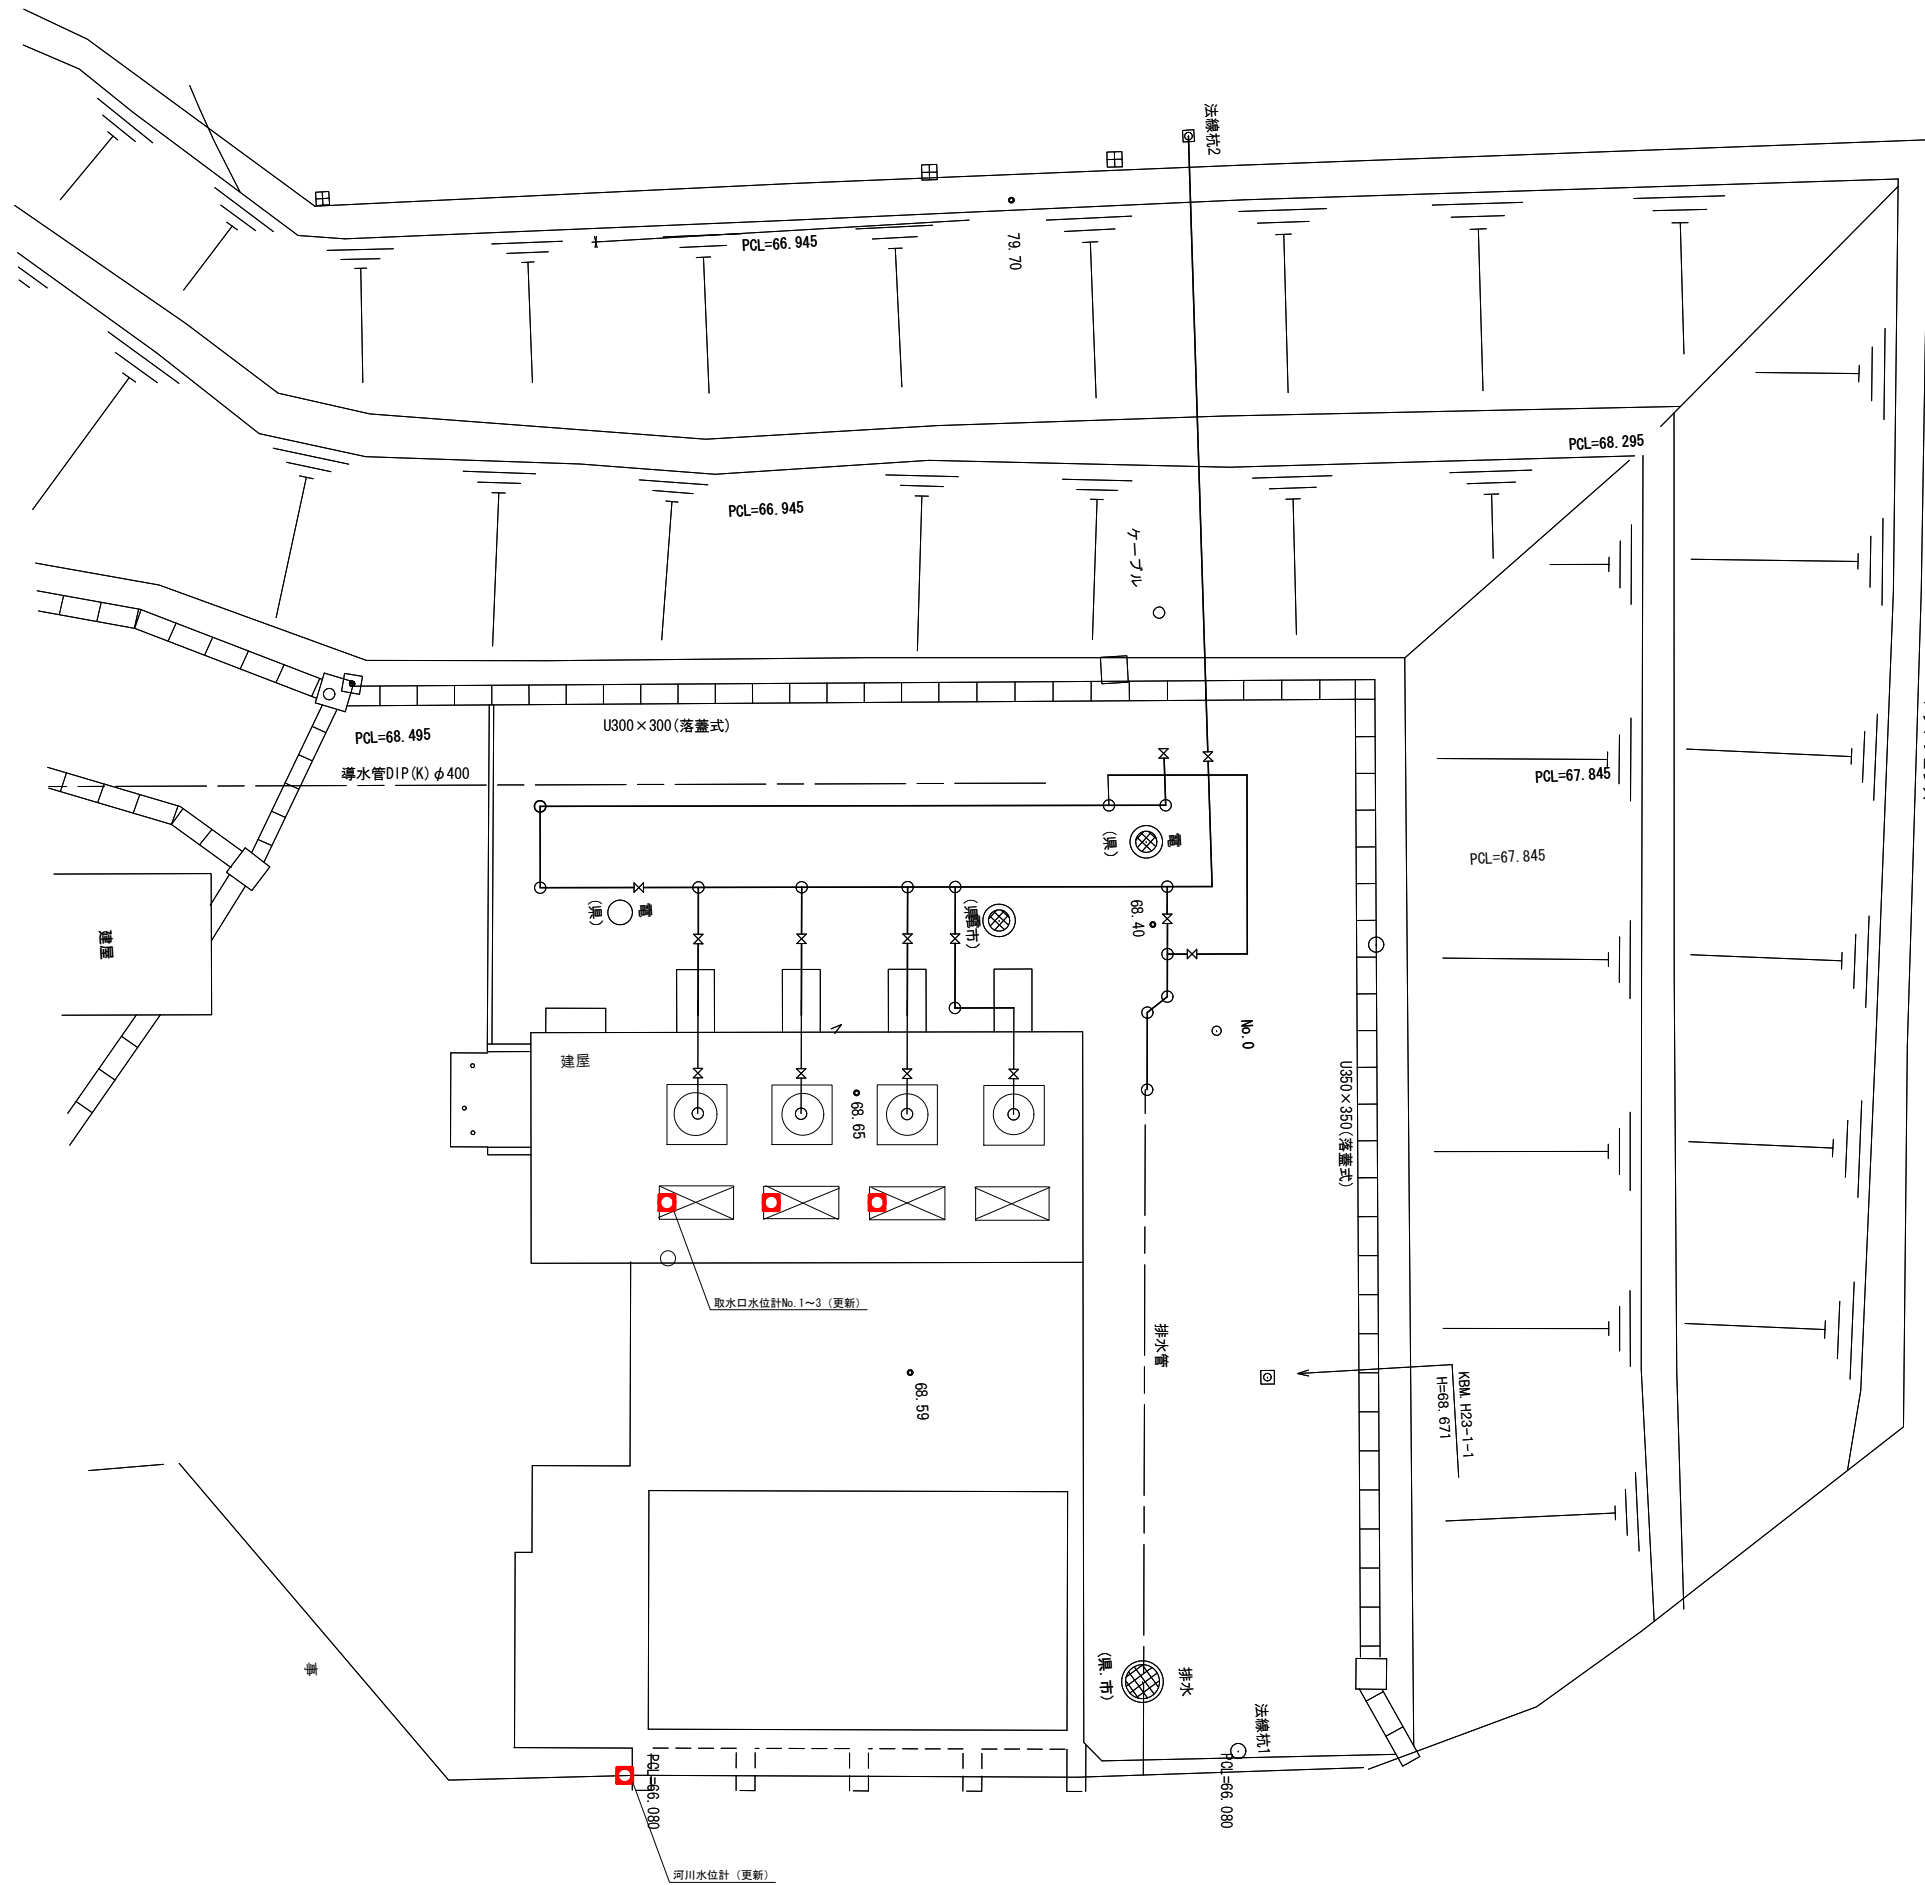 法線杭2
PCL=66.945
79.70
PCL=68.295
PCL=66.945
ケーブル
U300×300(落蓋式)
PCL=68.495
導水管DIP(K)φ400
PCL=67.845
電
(県)
PCL=67.845
電
(県)
(県.市)
68.40
建屋
No.0
建屋
68.65
U350×350(落蓋式)
取水口水位計No.1～3 (更新)
排水管
68.59
KBM.H23-1-1
H=68.671
車
(県.市)
排水
法線杭1
PCL=66.080
PCL=66.080
河川水位計 (更新)